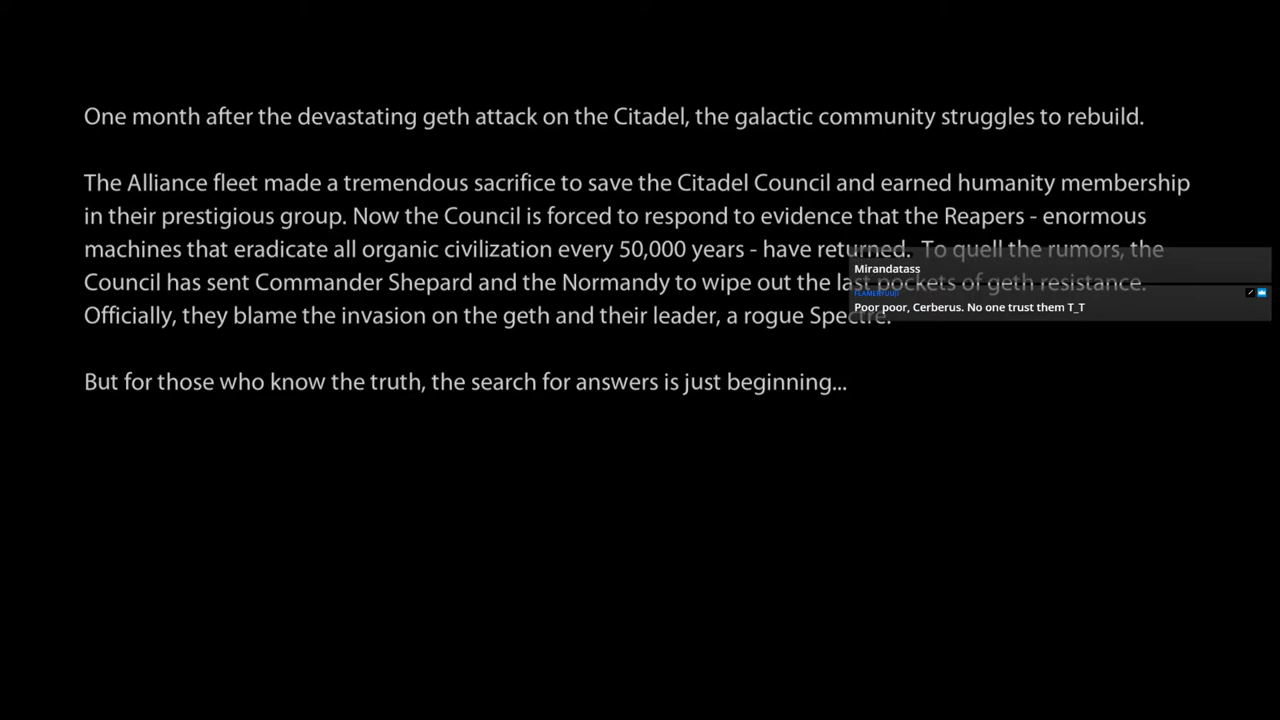 One month after the devastating geth attack on the Citadel, the galactic community struggles to rebuild.
The Alliance fleet made a tremendous sacrifice to save the Citadel Council and earned humanity membership
in their prestigious group. Now the Council is forced to respond to evidence that the Reapers - enormous
machines that eradicate all organic civilization every 50,000 years - have returned. To quell the rumors, the
Council has sent Commander Shepard and the Normandy to wipe out the last pockets of geth resistance.
Officially, they blame the invasion on the geth and their leader, a rogue Spectre.
But for those who know the truth, the search for answers is just beginning...
Mirandatass
FLAMERYUUJI
Poor poor, Cerberus. No one trust them T_T